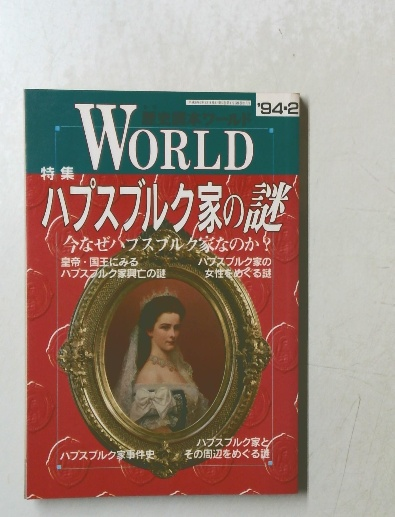 '94・2
歴史読本ワールド
WORLD
特集
ハプスブルク家の謎
今なぜハプスブルク家なのか?
皇帝・国王にみる
ハプスブルク家興亡の謎
ハプスブルク家の
女性をめぐる謎
ハプスブルク家事件史
ハプスブルク家と
その周辺をめぐる謎